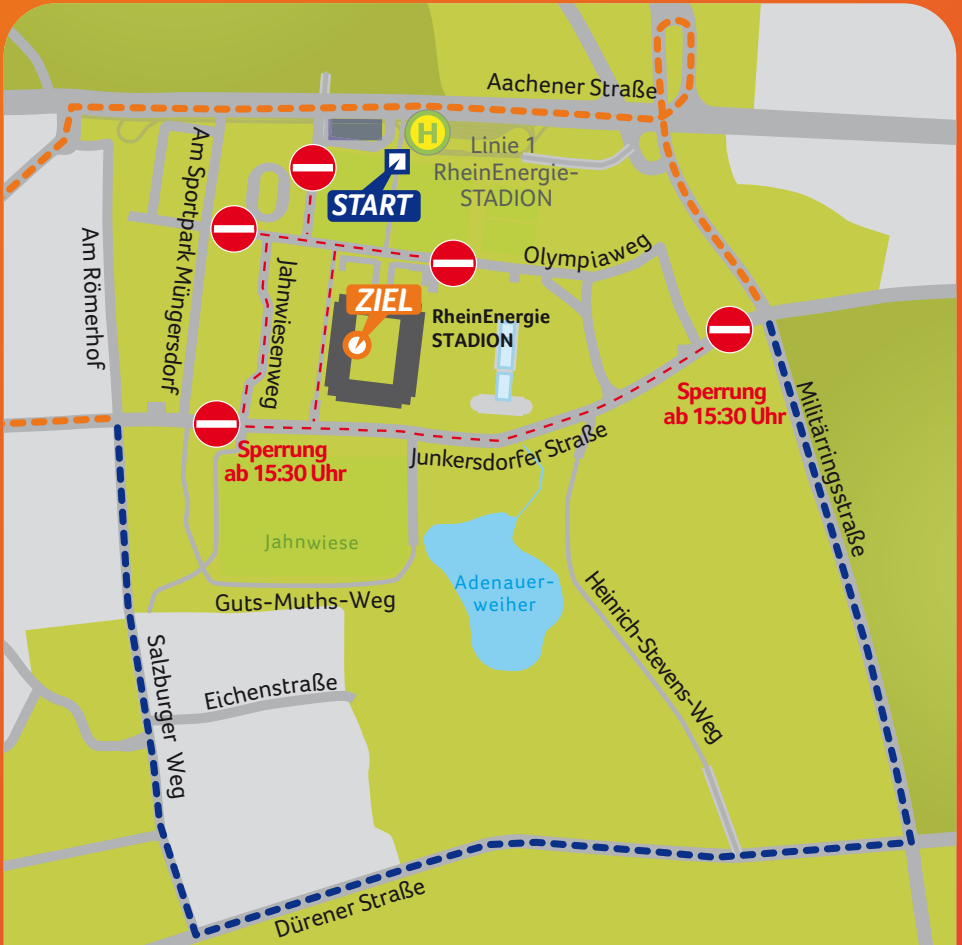 Aachener Straße
H
Linie 1
RheinEnergie-
STADION
START
Am Sportpark Müngersdorf
Am Römerhof
Olympiaweg
Jahnwiesenweg
ZIEL
RheinEnergie
STADION
Sperrung
ab 15:30 Uhr
Militärringsstraße
Sperrung
ab 15:30 Uhr
Junkersdorfer Straße
Jahnwiese
Adenauer-
weiher
Guts-Muths-Weg
Heinrich-Stevens-Weg
Salzburger Weg
Eichenstraße
Dürener Straße